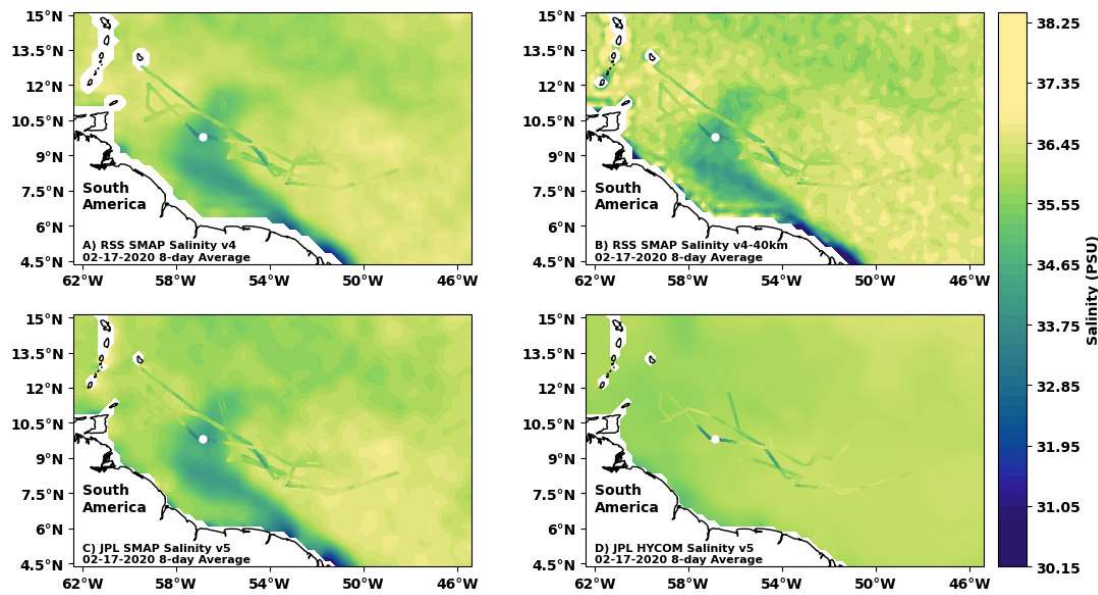 15°N
13.5°N
12°N
10.5°N
9°N
7.5°N
6°N
4.5°N
62°W
58°W
54°W
50°W
46°W
South
America
A) RSS SMAP Salinity v4
02-17-2020 8-day Average
15°N
13.5°N
12°N
10.5°N
9°N
7.5°N
6°N
4.5°N
62°W
58°W
54°W
50°W
46°W
South
America
B) RSS SMAP Salinity v4-40km
02-17-2020 8-day Average
15°N
13.5°N
12°N
10.5°N
9°N
7.5°N
6°N
4.5°N
62°W
58°W
54°W
50°W
46°W
South
America
C) JPL SMAP Salinity v5
02-17-2020 8-day Average
15°N
13.5°N
12°N
10.5°N
9°N
7.5°N
6°N
4.5°N
62°W
58°W
54°W
50°W
46°W
South
America
D) JPL HYCOM Salinity v5
02-17-2020 8-day Average
38.25
37.35
36.45
35.55
34.65
33.75
32.85
31.95
31.05
30.15
Salinity (PSU)